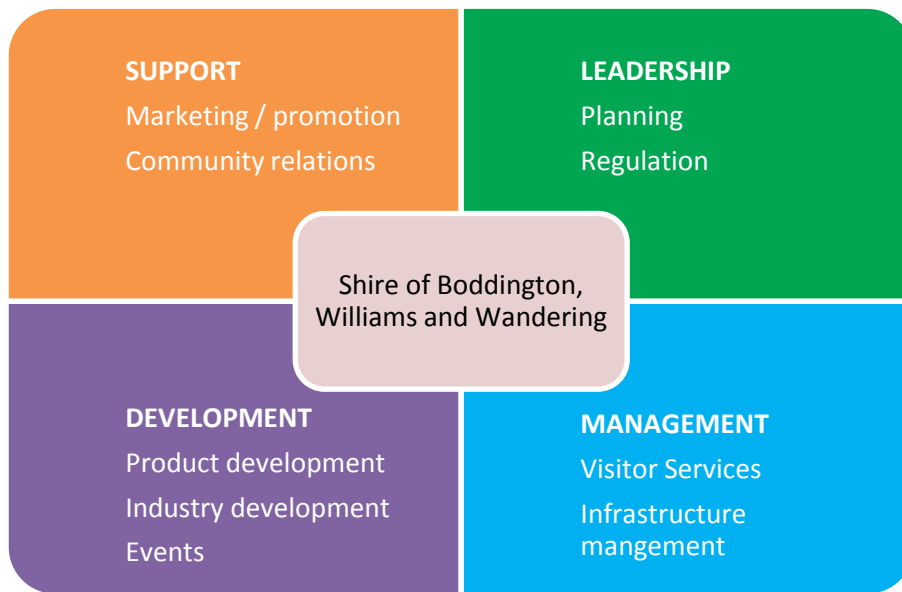 SUPPORT
Marketing / promotion
Community relations
LEADERSHIP
Planning
Regulation
Shire of Boddington,
Williams and Wandering
DEVELOPMENT
Product development
Industry development
Events
MANAGEMENT
Visitor Services
Infrastructure
mangement